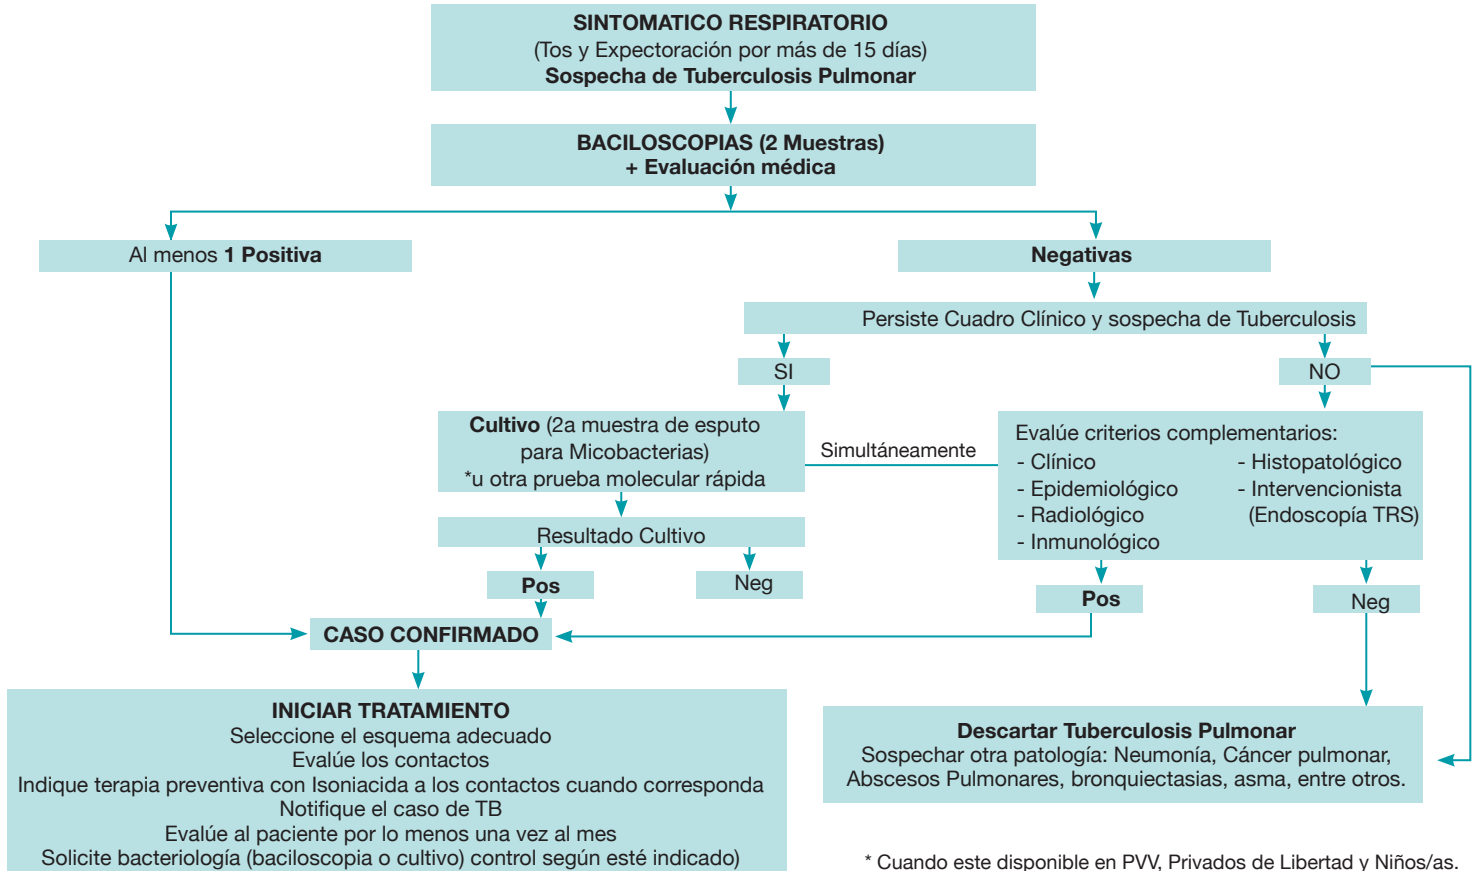 SINTOMATICO RESPIRATORIO
(Tos y Expectoración por más de 15 días)
Sospecha de Tuberculosis Pulmonar
BACILOSCOPIAS (2 Muestras)
+ Evaluación médica
Al menos 1 Positiva
Negativas
Persiste Cuadro Clínico y sospecha de Tuberculosis
SI
NO
Cultivo (2a muestra de esputo
para Micobacterias)
*u otra prueba molecular rápida
Simultáneamente
Evalúe criterios complementarios:
- Clínico
- Epidemiológico
- Radiológico
- Inmunológico
- Histopatológico
- Intervencionista
(Endoscopía TRS)
Resultado Cultivo
Pos
Neg
Pos
Neg
CASO CONFIRMADO
INICIAR TRATAMIENTO
Seleccione el esquema adecuado
Evalúe los contactos
Indique terapia preventiva con Isoniacida a los contactos cuando corresponda
Notifique el caso de TB
Evalúe al paciente por lo menos una vez al mes
Solicite bacteriología (baciloscopia o cultivo) control según esté indicado)
Descartar Tuberculosis Pulmonar
Sospechar otra patología: Neumonía, Cáncer pulmonar,
Abscesos Pulmonares, bronquiectasias, asma, entre otros.
* Cuando este disponible en PVV, Privados de Libertad y Niños/as.